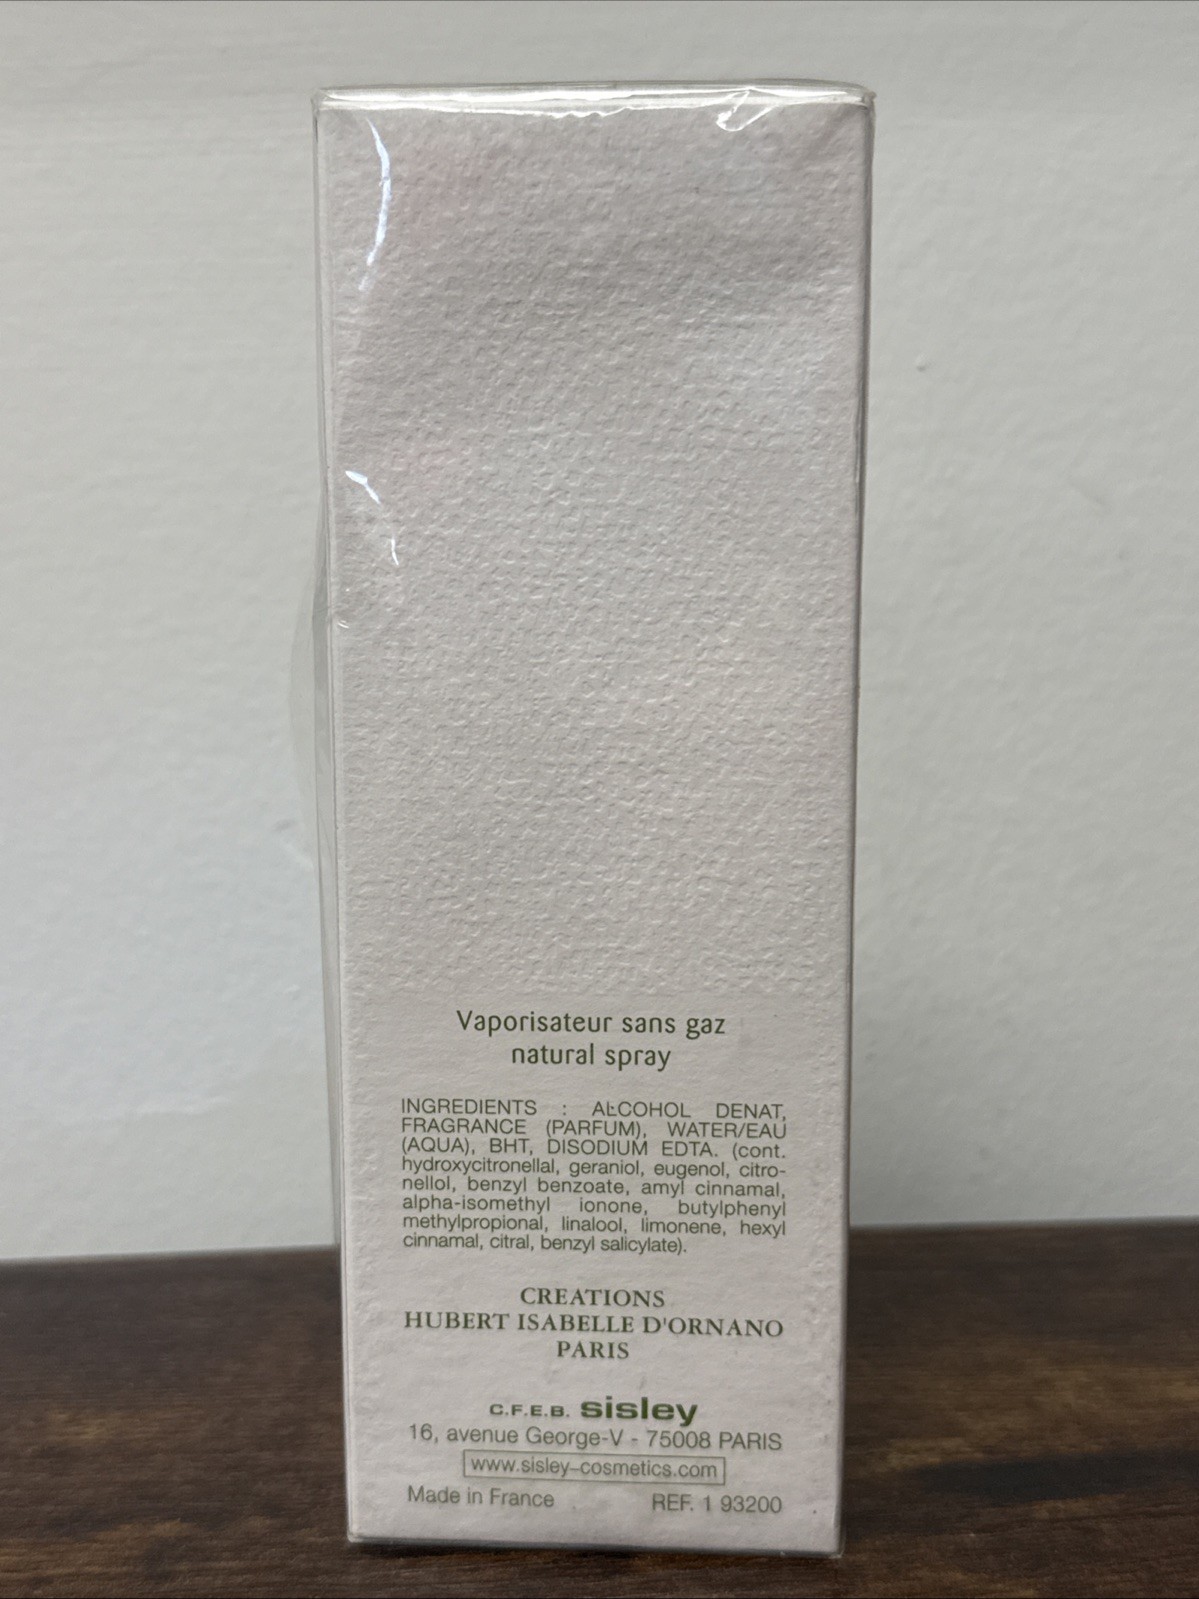 Vaporisateur sans gaz
natural spray
INGREDIENTS : ALCOHOL DENAT,
FRAGRANCE (PARFUM), WATER/EAU
(AQUA), BHT, DISODIUM EDTA. (cont.
hydroxycitronellal, geraniol, eugenol, citro-
nellol, benzyl benzoate, amyl cinnamal,
alpha-isomethyl ionone, butylphenyl
methylpropional, linalool, limonene, hexyl
cinnamal, citral, benzyl salicylate).
CREATIONS
HUBERT ISABELLE D'ORNANO
PARIS
C.F.E.B. sisley
16, avenue George-V - 75008 PARIS
www.sisley-cosmetics.com
Made in France REF. 1 93200